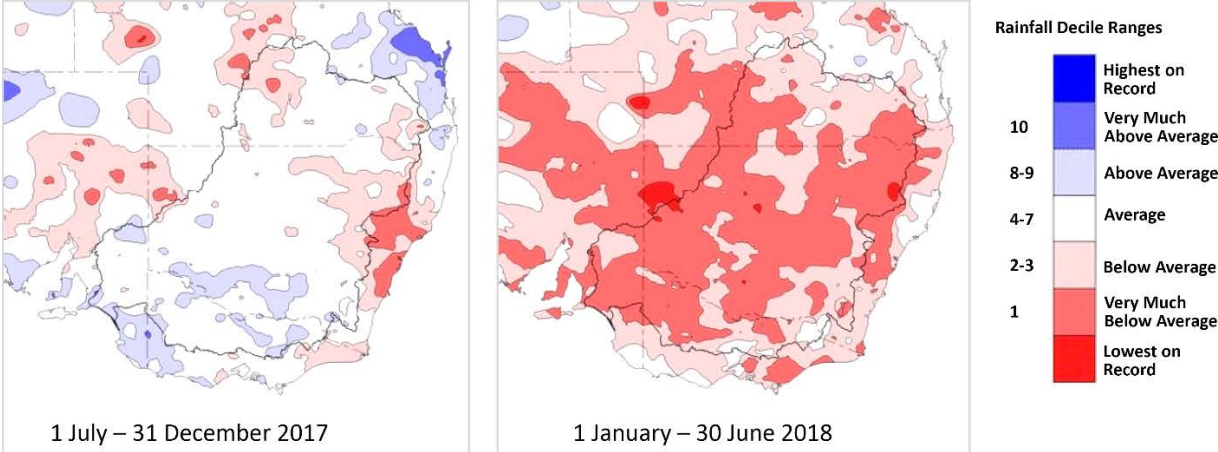 Rainfall Decile Ranges
Highest on
Record
10
Very Much
Above Average
8-9
Above Average
4-7
Average
2-3
Below Average
1
Very Much
Below Average
Lowest on
Record
1 July – 31 December 2017
1 January – 30 June 2018